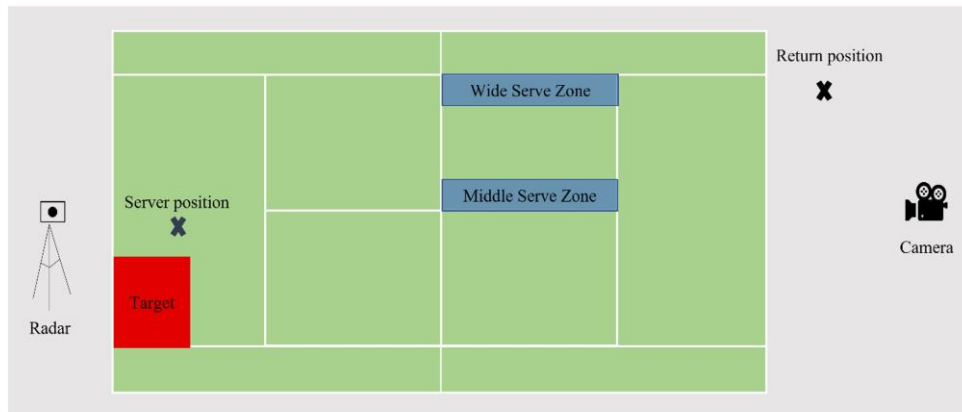 Return position
Wide Serve Zone
Middle Serve Zone
Server position
Camera
Target
Radar